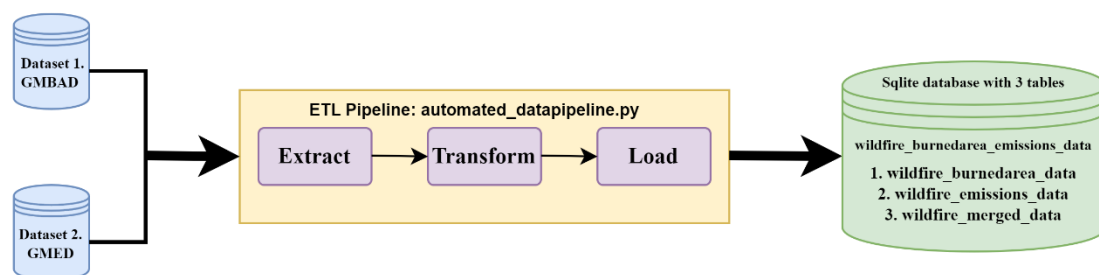 Dataset 1.
GMBAD
Dataset 2.
GMED
ETL Pipeline: automated_datapipeline.py
Extract
Transform
Load
Sqlite database with 3 tables
wildfire_burnedarea_emissions_data
1. wildfire_burnedarea_data
2. wildfire_emissions_data
3. wildfire_merged_data